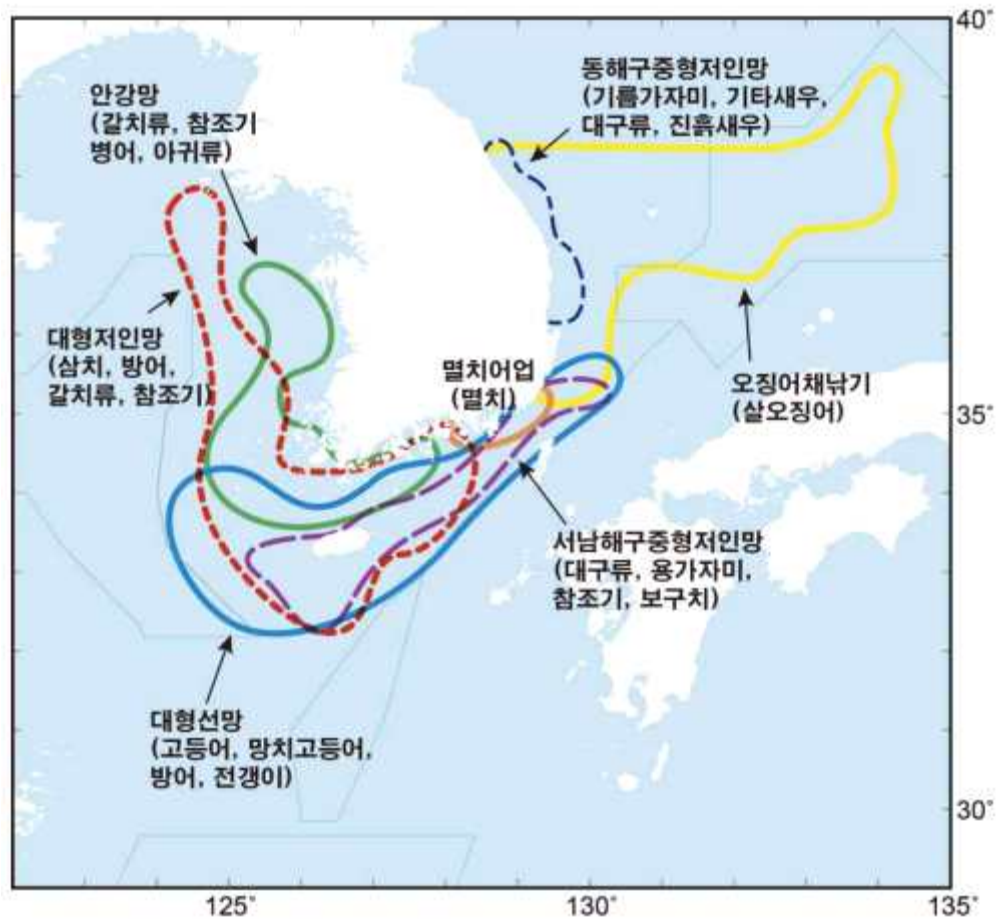 40°
동해구중형저인망
(기름가자미, 기타새우,
대구류, 진흙새우)
안강망
(갈치류, 참조기
병어, 아귀류)
대형저인망
(삼치, 방어,
갈치류, 참조기)
멸치어업
(멸치)
오징어채낚기
(살오징어)
35°
서남해구중형저인망
(대구류, 용가자미,
참조기, 보구치)
대형선망
(고등어, 망치고등어,
방어, 전갱이)
30°
125°
130°
135°